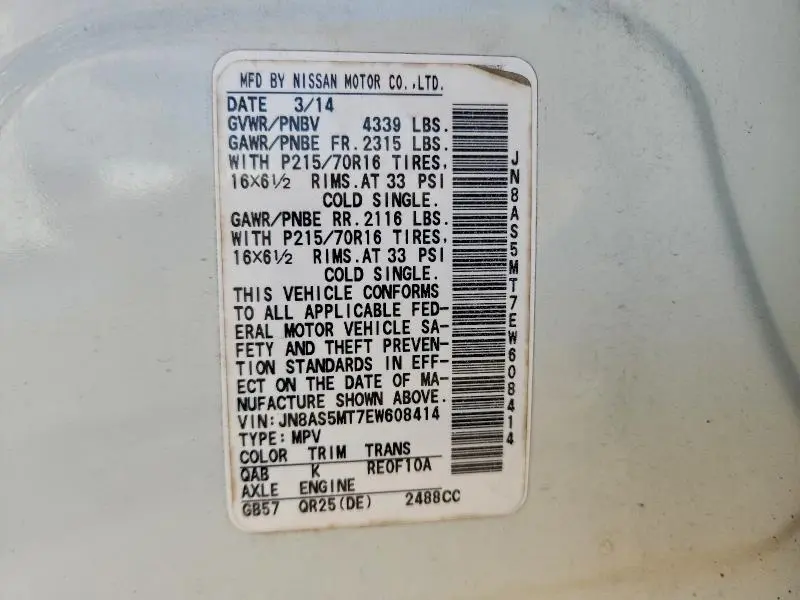 MFD BY NISSAN MOTOR CO.,LTD.
DATE 3/14
GVWR/PNBV 4339 LBS.
GAWR/PNBE FR. 2315 LBS.
WITH P215/70R16 TIRES,
16×6½ RIMS. AT 33 PSI
COLD SINGLE.
GAWR/PNBE RR. 2116 LBS.
WITH P215/70R16 TIRES,
16×6½ RIMS. AT 33 PSI
COLD SINGLE.
THIS VEHICLE CONFORMS
TO ALL APPLICABLE FED-
ERAL MOTOR VEHICLE SA-
FETY AND THEFT PREVEN-
TION STANDARDS IN EFF-
ECT ON THE DATE OF MA-
NUFACTURE SHOWN ABOVE.
VIN: JN8AS5MT7EW608414
TYPE: MPV
COLOR TRIM TRANS
QAB K RE0F10A
AXLE ENGINE
GB57 QR25(DE) 2488CC
JN8AS5MT7EW608414